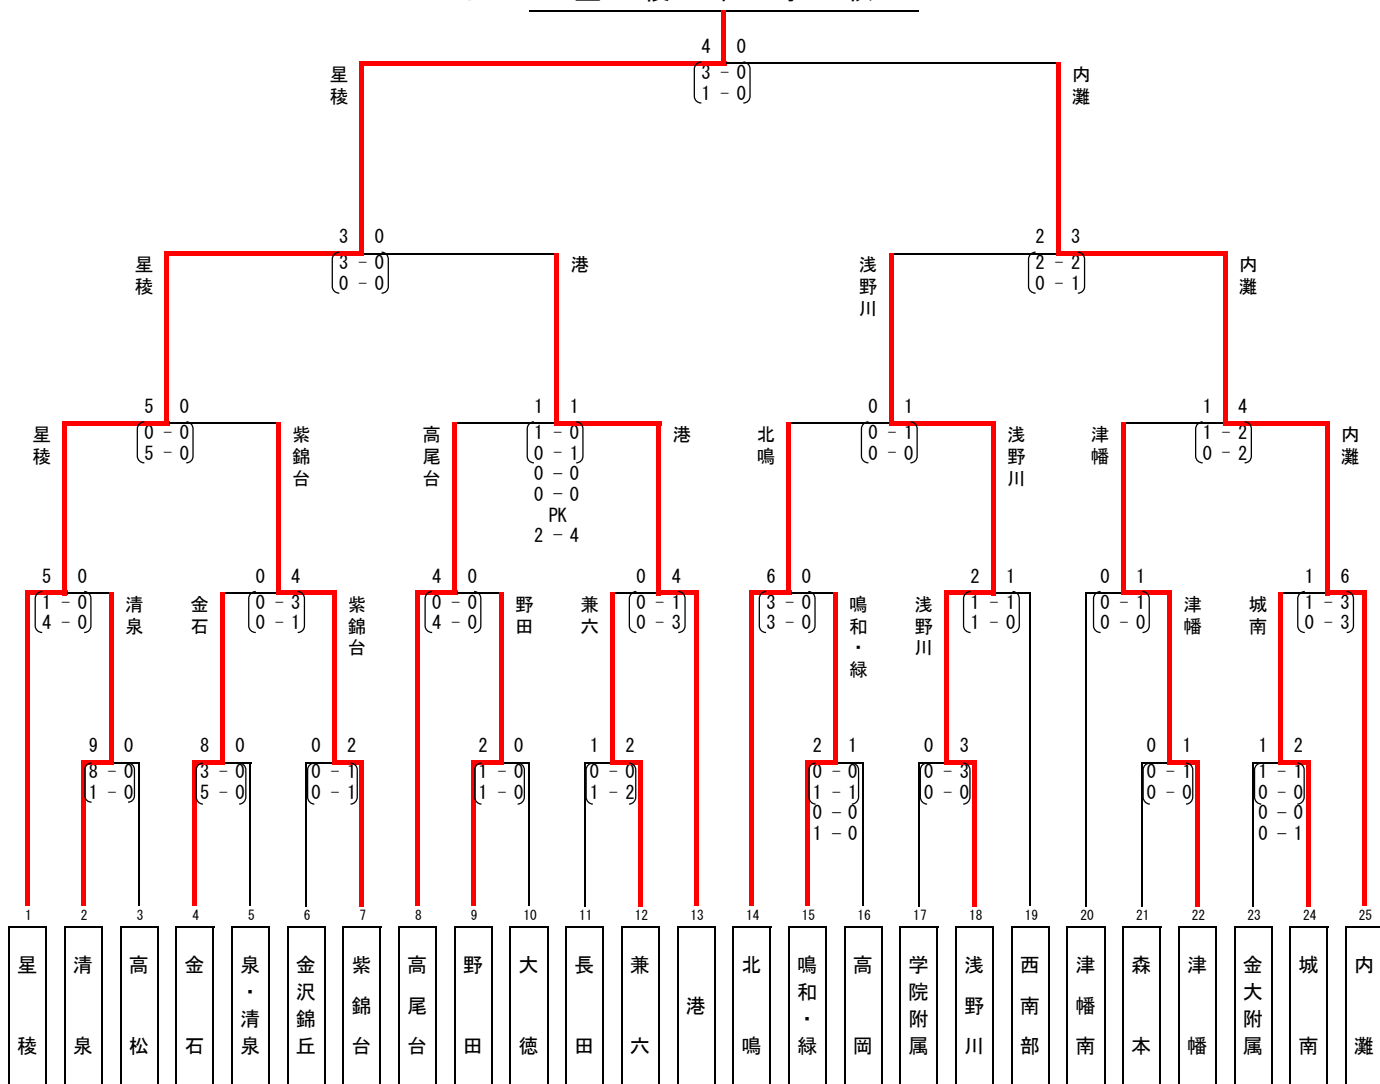 4 0
星稜 3 - 0 内灘
1 - 0
3 0 2 3
星稜 3 - 0 港 浅野川 2 - 2 内灘
0 - 0 0 - 1
5 0 1 1 0 1 1 4
星稜 0 - 0 紫錦台 高尾台 1 - 0 港 北鳴 0 - 1 浅野川 津幡 1 - 2 内灘
5 - 0 0 - 1 0 - 0 0 - 2
0 - 0
0 - 0
PK
2 - 4
5 0 0 4 4 0 0 4 6 0 2 1 0 1 1 6
1 - 0 清泉 金石 0 - 3 紫錦台 0 - 0 野田 兼六 0 - 1 3 - 0 鳴和・緑 浅野川 1 - 1 0 - 1 津幡 城南 1 - 3
4 - 0 0 - 1 4 - 0 0 - 3 3 - 0 1 - 0 0 - 0 0 - 3
9 0 8 0 0 2 2 0 1 2 2 1 0 3 0 1 1 2
8 - 0 3 - 0 0 - 1 1 - 0 0 - 0 0 - 0 0 - 3 0 - 1 1 - 1
1 - 0 5 - 0 0 - 1 1 - 0 1 - 2 1 - 1 0 - 0 0 - 0 0 - 0
0 - 0 0 - 0
1 - 0 0 - 1
1 2 3 4 5 6 7 8 9 10 11 12 13 14 15 16 17 18 19 20 21 22 23 24 25
星稜 清泉 高松 金石 泉・清泉 金沢錦丘 紫錦台 高尾台 野田 大徳 長田 兼六 港 北鳴 鳴和・緑 高岡 学院附属 浅野川 西南部 津幡南 森本 津幡 金大附属 城南 内灘